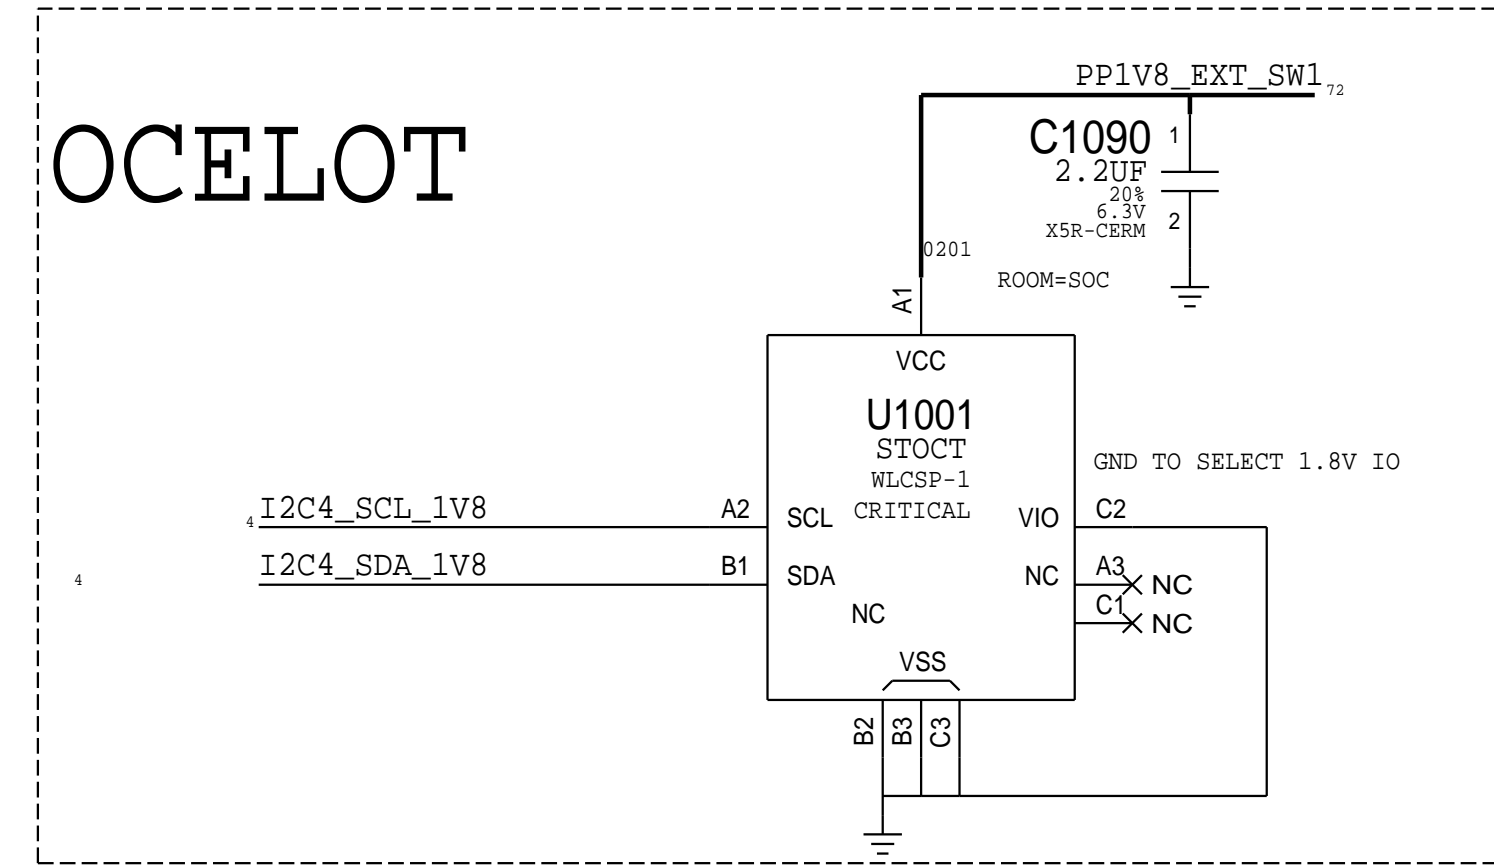 PP1V8_EXT_SW1 72
OCELOT
C1090 1
2.2UF
20%
6.3V
X5R-CERM 2
0201
ROOM=SOC
A1
VCC
U1001
STOCT
WLCSP-1
CRITICAL
GND TO SELECT 1.8V IO
4 I2C4_SCL_1V8 A2 SCL VIO C2
4 I2C4_SDA_1V8 B1 SDA NC A3 NC
NC C1 NC
VSS
B2 B3 C3